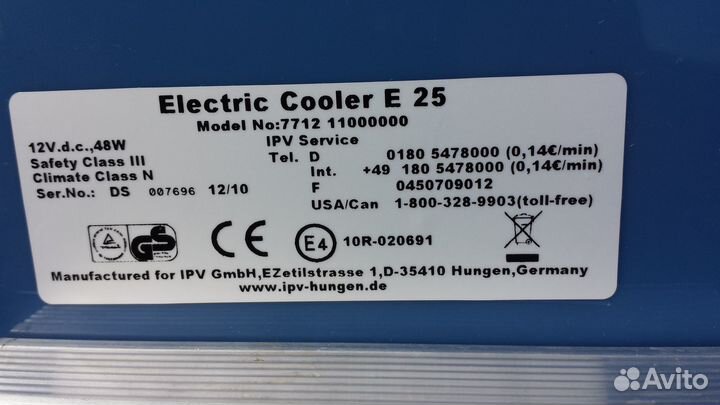 Electric Cooler E 25
Model No:7712 11000000
12V.d.c.,48W
Safety Class III
Climate Class N
Ser.No.: DS 007696 12/10
IPV Service
Tel. D 0180 5478000 (0,14€/min)
Int. +49 180 5478000 (0,14€/min)
F 0450709012
USA/Can 1-800-328-9903(toll-free)
GS CE E4 10R-020691
Manufactured for IPV GmbH,EZetilstrasse 1,D-35410 Hungen,Germany
www.ipv-hungen.de
Avito